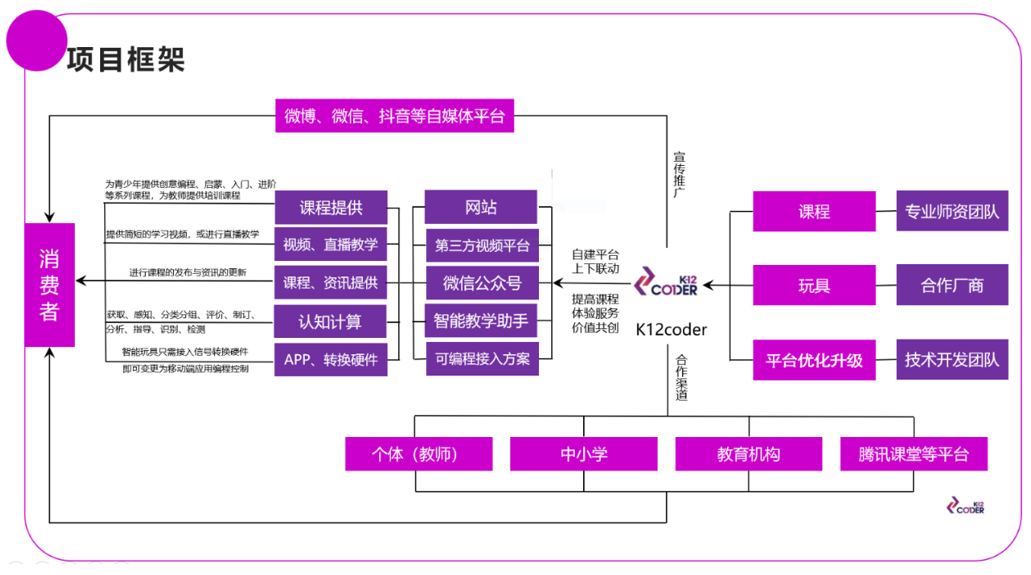 项目框架
微博、微信、抖音等自媒体平台
宣传推广
为青少年提供创意编程、启蒙、入门、进阶
等系列课程，为教师提供培训课程
课程提供
网站
提供简短的学习视频，或进行直播教学
视频、直播教学
第三方视频平台
进行课程的发布与资讯的更新
课程、资讯提供
微信公众号
获取、感知、分类分组、评价、制订、
分析、指导、识别、检测
认知计算
智能教学助手
智能玩具只需接入信号转换硬件
即可变更为移动端应用编程控制
APP、转换硬件
可编程接入方案
消费者
自建平台
上下联动
提高课程
体验服务
价值共创
K12
CODER
K12coder
课程
专业师资团队
玩具
合作厂商
平台优化升级
技术开发团队
合作渠道
个体（教师）
中小学
教育机构
腾讯课堂等平台
K12
CODER